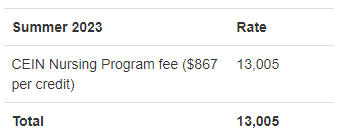 Summer 2023 Rate
CEIN Nursing Program fee ($867 13,005
per credit)
Total 13,005